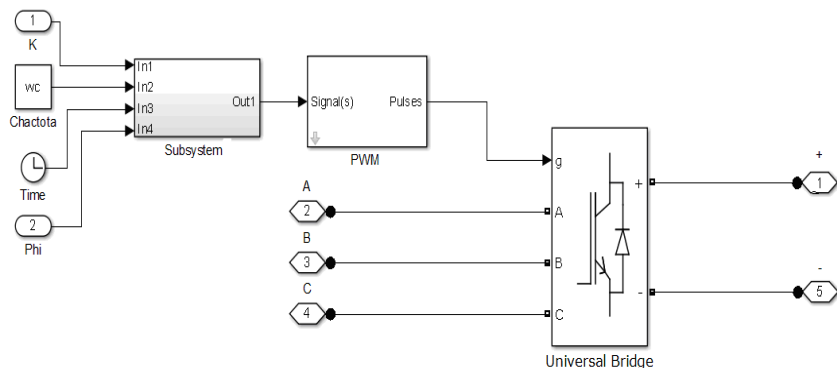 1
K
wc
Chactota
Time
2
Phi
In1
In2
In3
In4
Out1
Subsystem
Signal(s)
Pulses
PWM
A
2
B
3
C
4
g
A
B
C
+
-
Universal Bridge
+
1
-
5